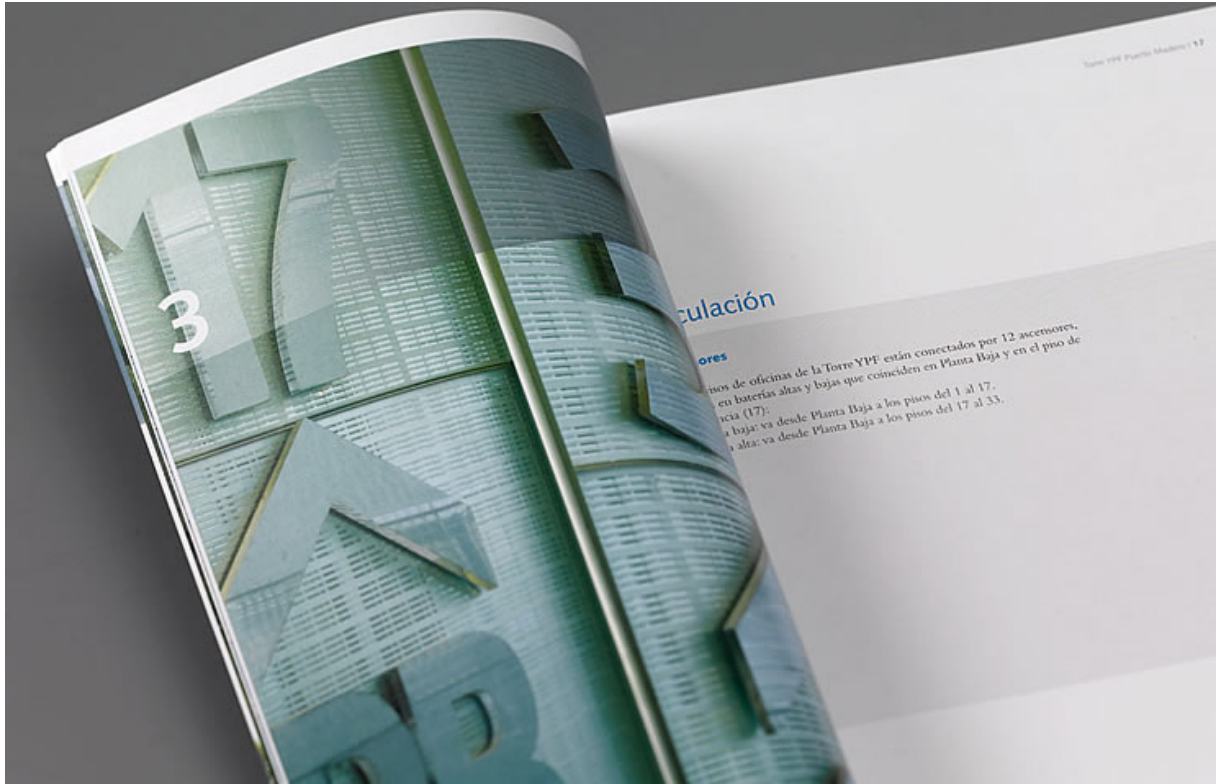 17
3
PB
Torre YPF Puerto Madero | 17
culación
ores
isos de oficinas de la Torre YPF están conectados por 12 ascensores,
en baterías altas y bajas que coinciden en Planta Baja y en el piso de
ncia (17):
a baja: va desde Planta Baja a los pisos del 1 al 17.
a alta: va desde Planta Baja a los pisos del 17 al 33.